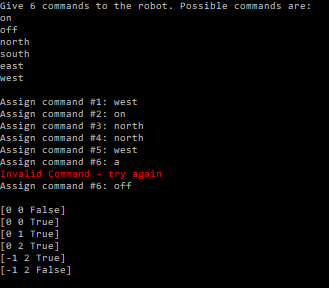 Give 6 commands to the robot. Possible commands are:
on
off
north
south
east
west
Assign command #1: west
Assign command #2: on
Assign command #3: north
Assign command #4: north
Assign command #5: west
Assign command #6: a
Invalid Command - try again
Assign command #6: off
[0 0 False]
[0 0 True]
[0 1 True]
[0 2 True]
[-1 2 True]
[-1 2 False]